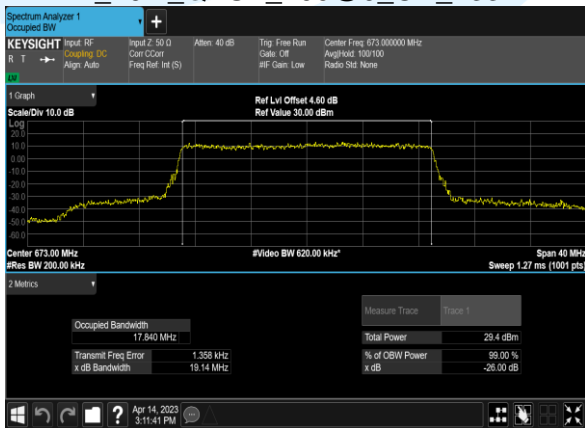 Spectrum Analyzer 1
Occupied BW
KEYSIGHT
R T
Input: RF
Coupling: DC
Align: Auto
Input Z: 50 Ω
Corr CCorr
Freq Ref: Int (S)
Atten: 40 dB
Trig: Free Run
Gate: Off
#IF Gain: Low
Center Freq: 673.000000 MHz
Avg|Hold: 100/100
Radio Std: None
1 Graph
Scale/Div 10.0 dB
Ref Lvl Offset 4.60 dB
Ref Value 30.00 dBm
Log
20.0
10.0
0.00
-10.0
-20.0
-30.0
-40.0
-50.0
-60.0
Center 673.00 MHz
#Res BW 200.00 kHz
#Video BW 620.00 kHz*
Span 40 MHz
Sweep 1.27 ms (1001 pts)
2 Metrics
Measure Trace Trace 1
Occupied Bandwidth
17.840 MHz
Total Power 29.4 dBm
Transmit Freq Error 1.358 kHz
% of OBW Power 99.00 %
x dB Bandwidth 19.14 MHz
x dB -26.00 dB
?
Apr 14, 2023
3:11:41 PM